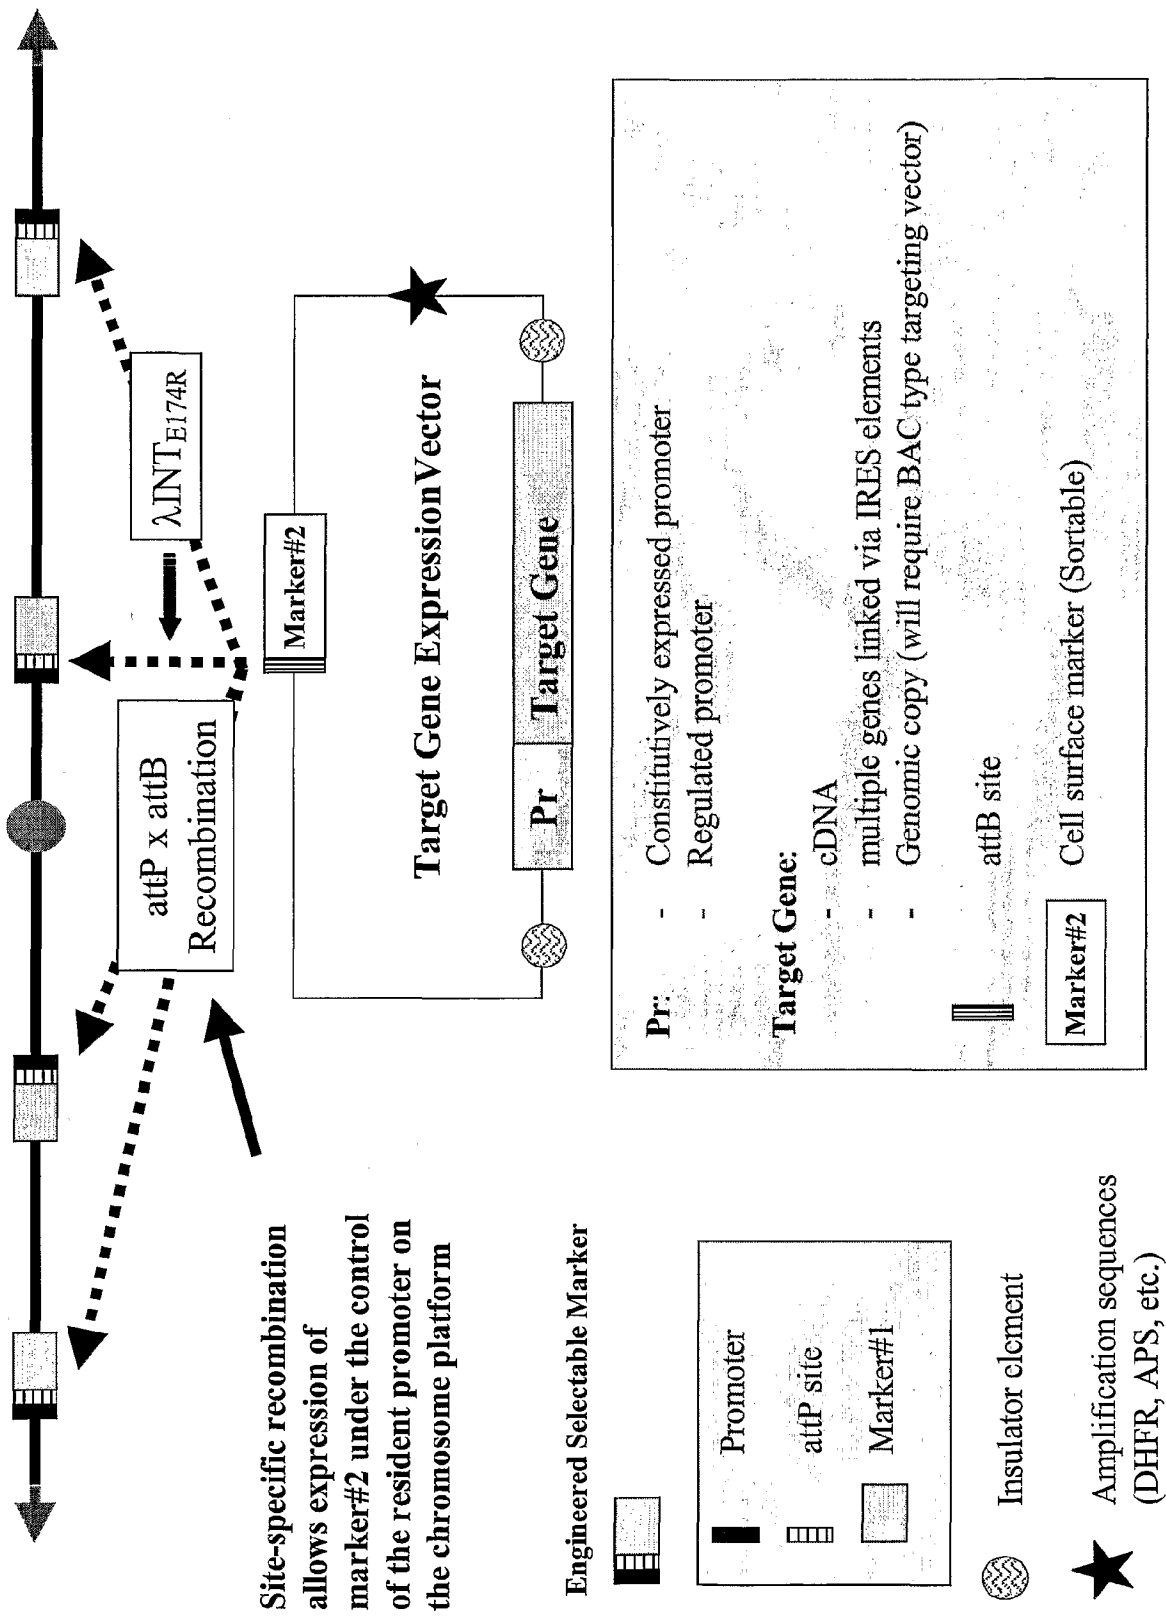 attP x attB
Recombination
λINT E174R
Site-specific recombination
allows expression of
marker#2 under the control
of the resident promoter on
the chromosome platform
Marker#2
Target Gene ExpressionVector
Pr
Target Gene
Engineered Selectable Marker
Promoter
attP site
Marker#1
Insulator element
Amplification sequences
(DHFR, APS, etc.)
Pr:
- Constitutively expressed promoter
- Regulated promoter
Target Gene:
- cDNA
- multiple genes linked via IRES elements
- Genomic copy (will require BAC type targeting vector)
attB site
Marker#2
Cell surface marker (Sortable)